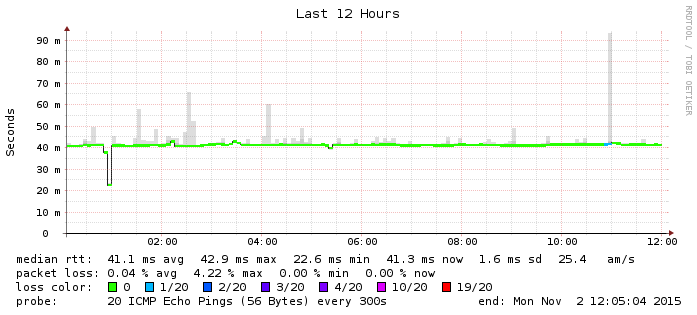 Last 12 Hours
RRDTOOL / TOBI OETIKER
Seconds
90 m
80 m
70 m
60 m
50 m
40 m
30 m
20 m
10 m
0
02:00 04:00 06:00 08:00 10:00 12:00
median rtt: 41.1 ms avg 42.9 ms max 22.6 ms min 41.3 ms now 1.6 ms sd 25.4 am/s
packet loss: 0.04 % avg 4.22 % max 0.00 % min 0.00 % now
loss color: 0 1/20 2/20 3/20 4/20 10/20 19/20
probe: 20 ICMP Echo Pings (56 Bytes) every 300s end: Mon Nov 2 12:05:04 2015